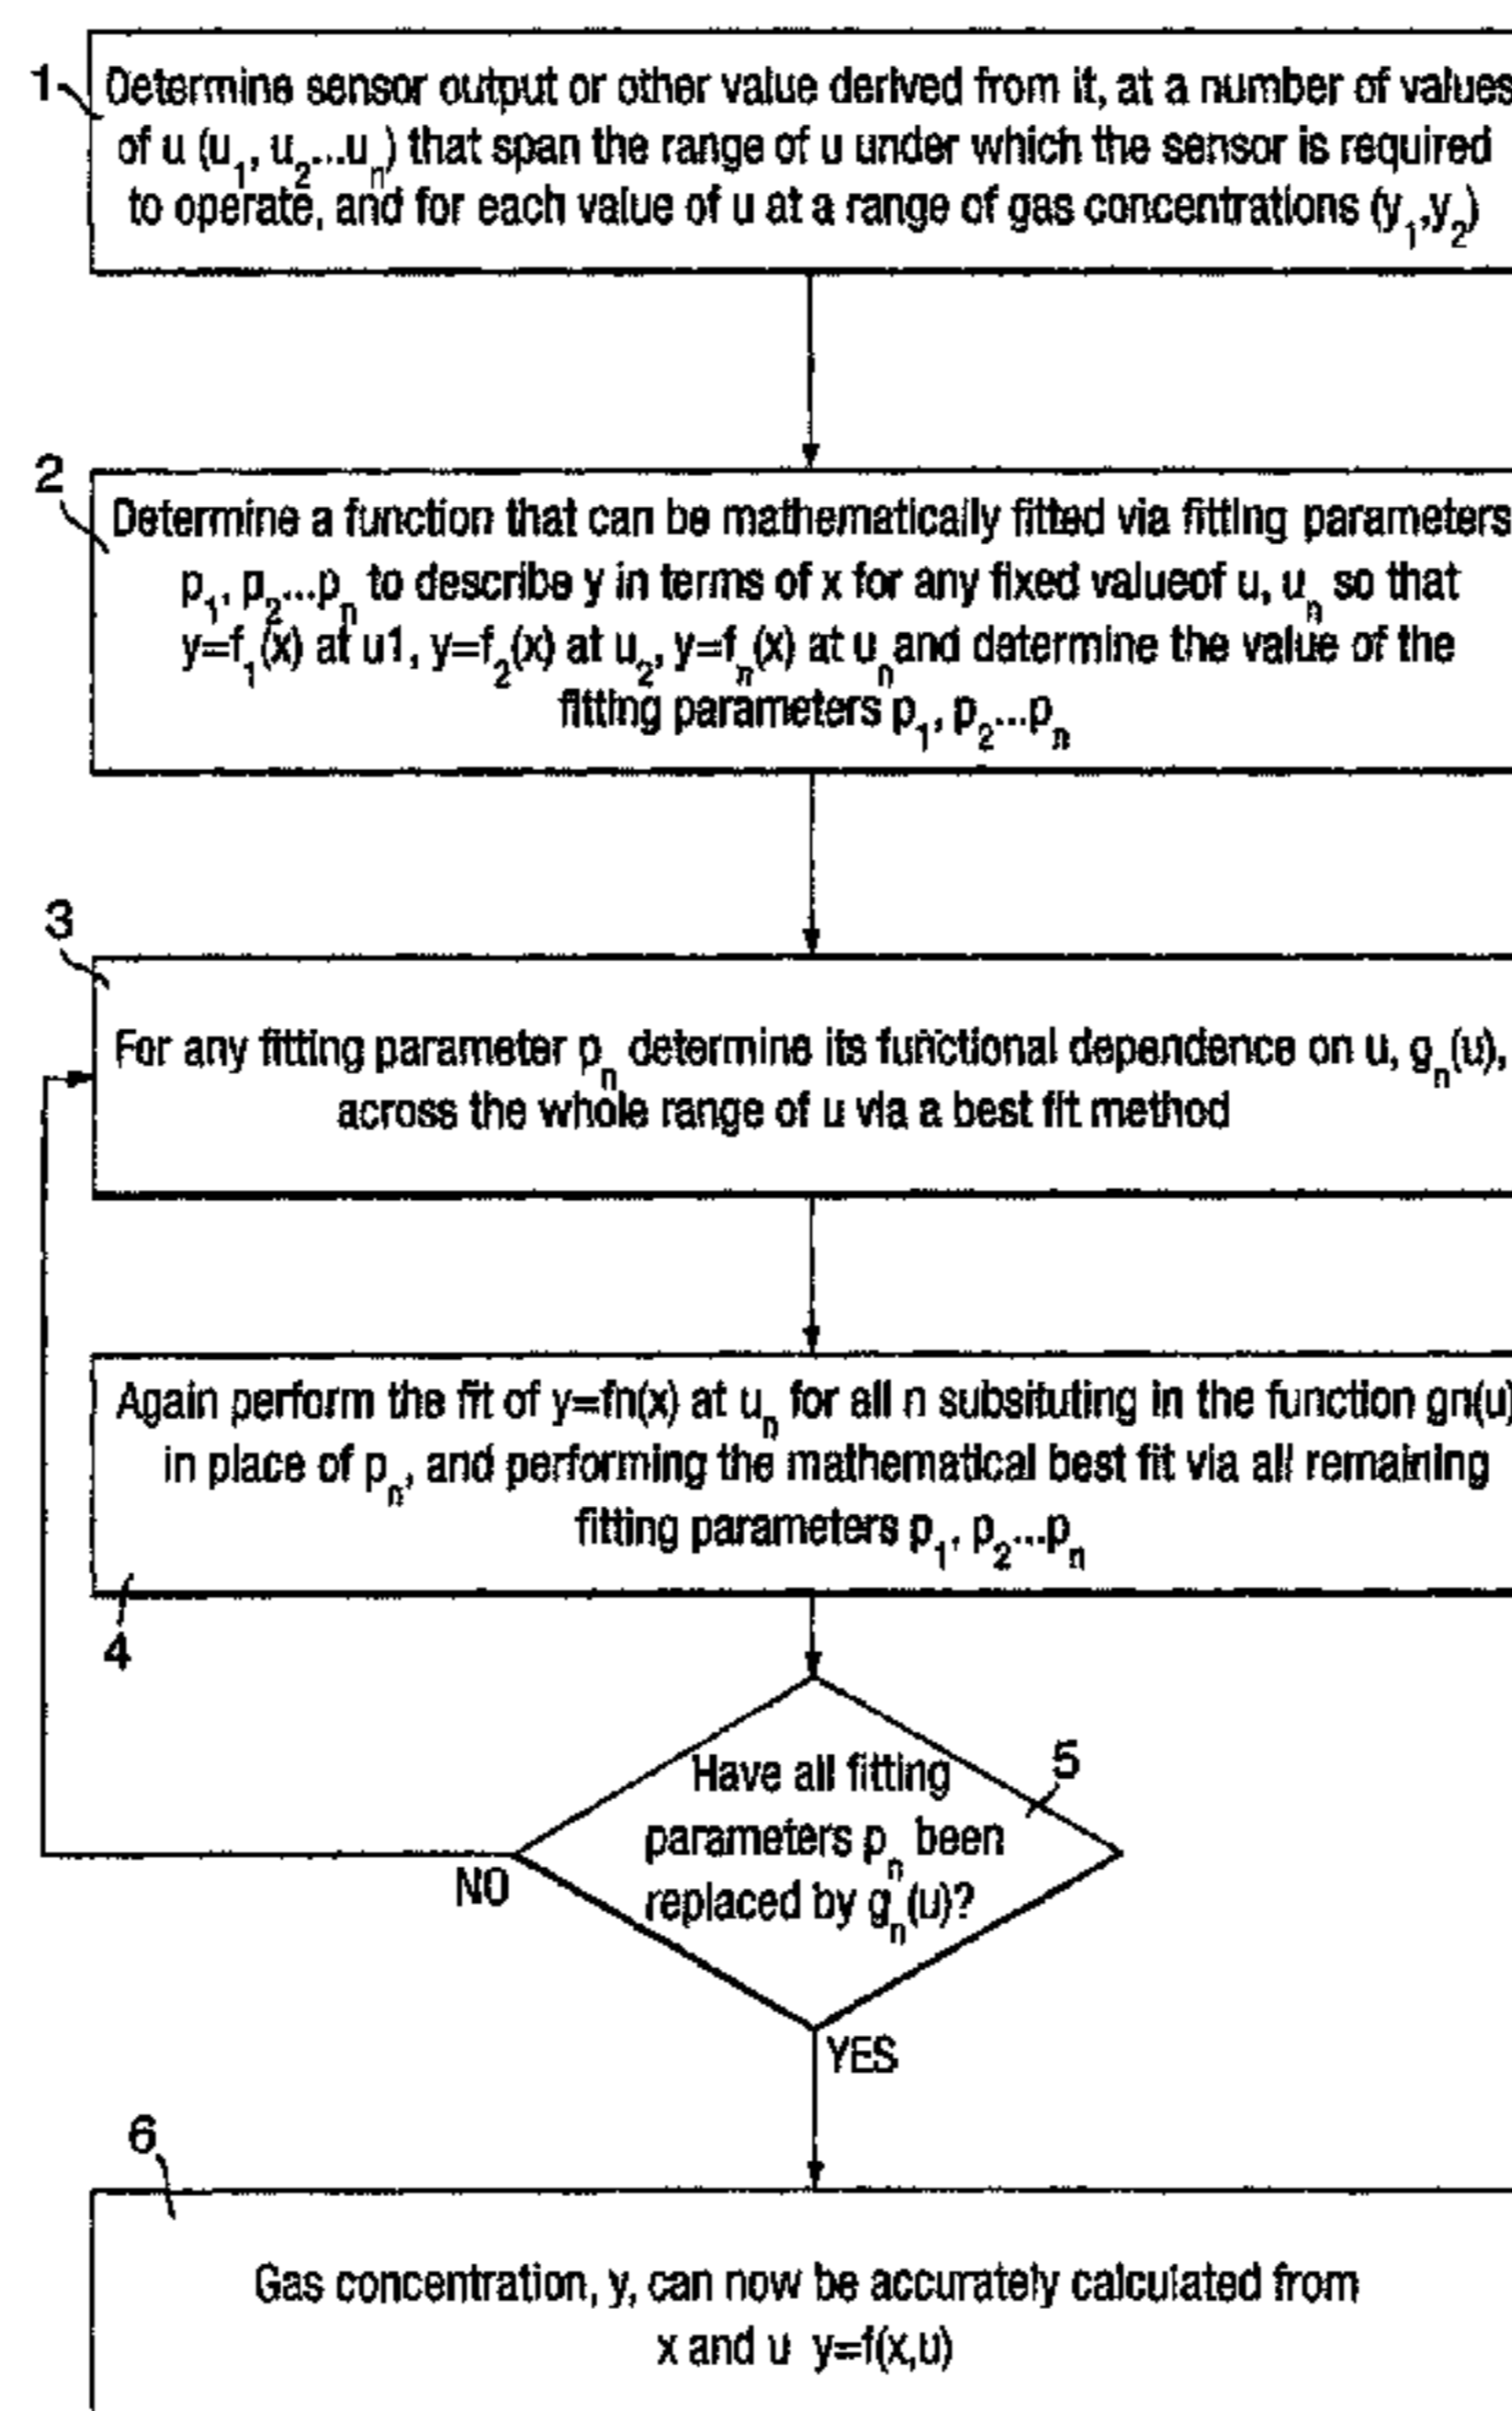 1
Determine sensor output or other value derived from it, at a number of values
of u (u₁, u₂...uₙ) that span the range of u under which the sensor is required
to operate, and for each value of u at a range of gas concentrations (y₁,y₂)
2
Determine a function that can be mathematically fitted via fitting parameters
p₁, p₂...pₙ to describe y in terms of x for any fixed valueof u, uₙ so that
y=f₁(x) at u1, y=f₂(x) at u₂, y=fₙ(x) at uₙand determine the value of the
fitting parameters p₁, p₂...pₙ
3
For any fitting parameter pₙ determine its functional dependence on u, gₙ(u),
across the whole range of u via a best fit method
Again perform the fit of y=fn(x) at uₙ for all n subsituting in the function gn(u)
in place of pₙ, and performing the mathematical best fit via all remaining
fitting parameters p₁, p₂...pₙ
4
5
Have all fitting
parameters pₙ been
replaced by gₙ(u)?
NO
YES
6
Gas concentration, y, can now be accurately calculated from
x and u y=f(x,u)